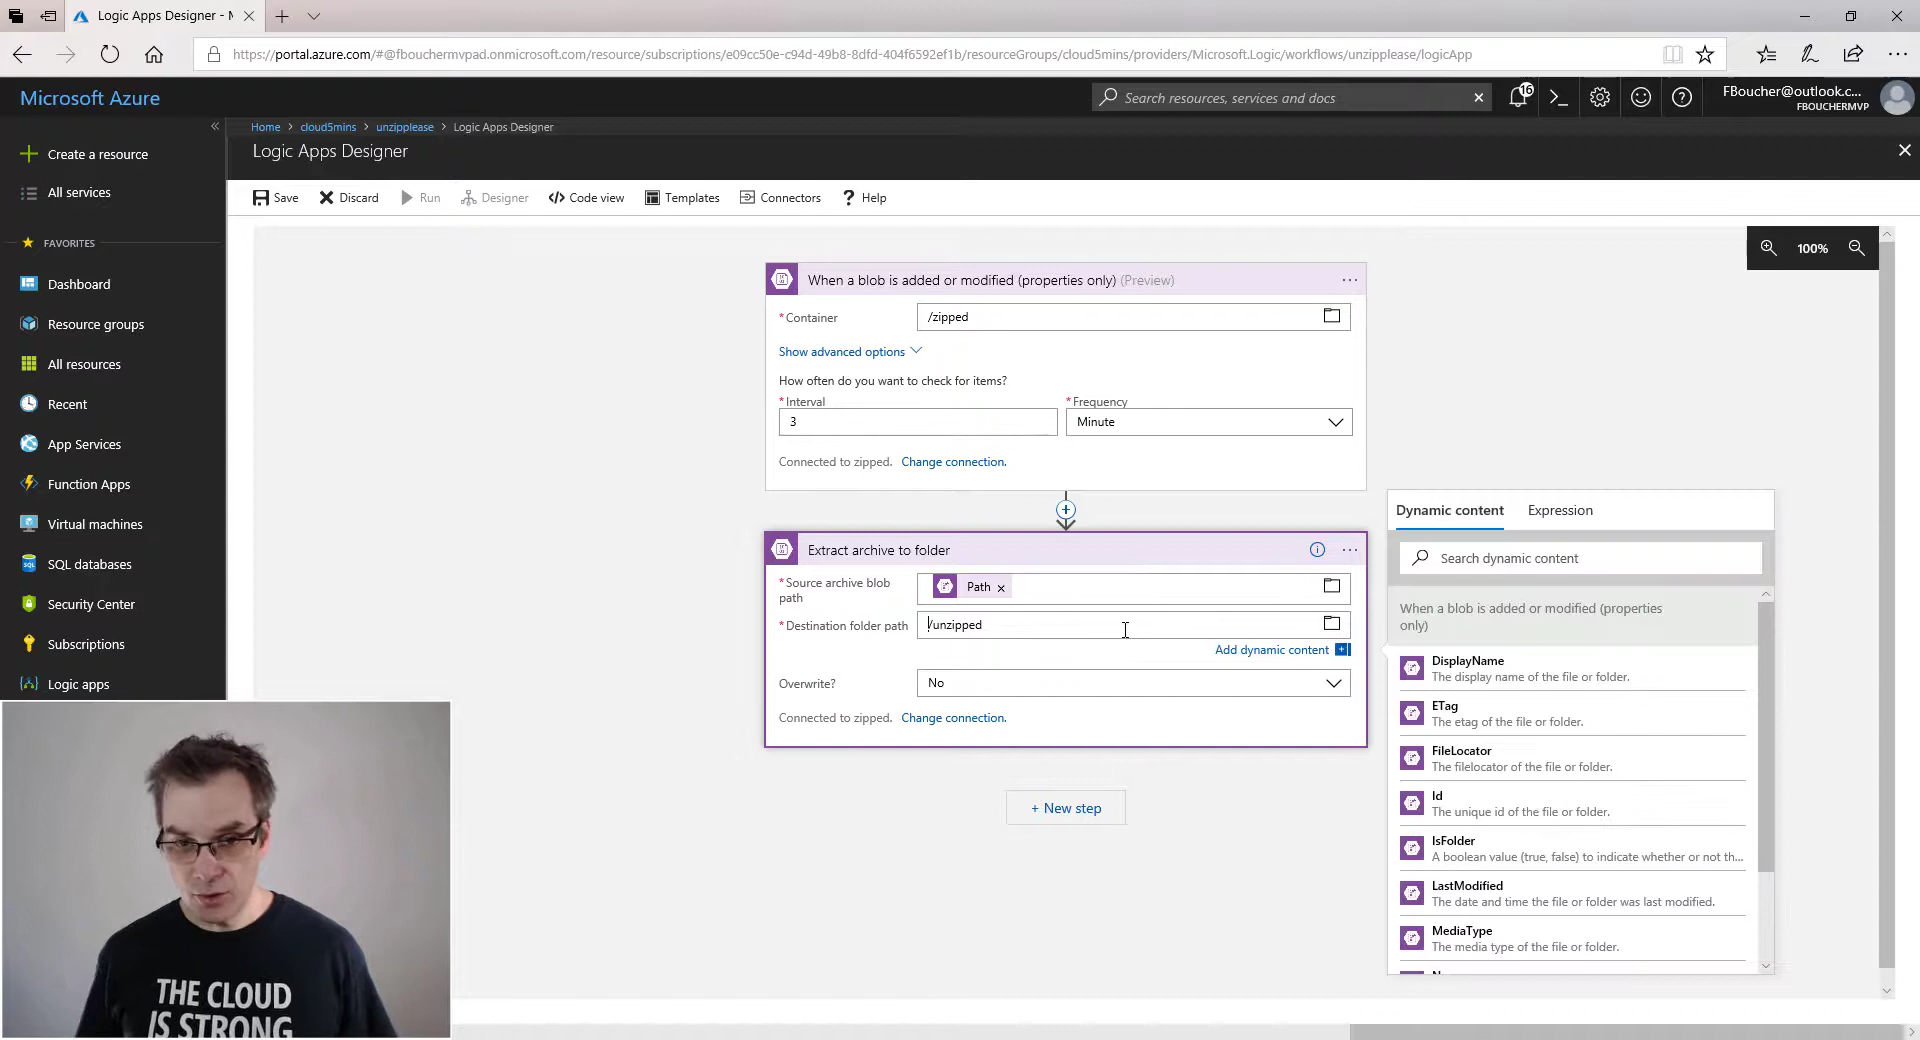 Logic Apps Designer - M
https://portal.azure.com/#@fbouchermvpad.onmicrosoft.com/resource/subscriptions/e09cc50e-c94d-49b8-8dfd-404f6592ef1b/resourceGroups/cloud5mins/providers/Microsoft.Logic/workflows/unzipplease/logicApp
Microsoft Azure
Search resources, services and docs
16
FBoucher@outlook.c...
FBOUCHERMVP
Home > cloud5mins > unzipplease > Logic Apps Designer
Logic Apps Designer
Create a resource
All services
FAVORITES
Dashboard
Resource groups
All resources
Recent
App Services
Function Apps
Virtual machines
SQL databases
Security Center
Subscriptions
Logic apps
Save Discard Run Designer Code view Templates Connectors Help
100%
When a blob is added or modified (properties only) (Preview)
*Container
/zipped
Show advanced options
How often do you want to check for items?
*Interval
*Frequency
3
Minute
Connected to zipped. Change connection.
Extract archive to folder
*Source archive blob
path
Path
*Destination folder path
/unzipped
Add dynamic content
Overwrite?
No
Connected to zipped. Change connection.
+ New step
Dynamic content Expression
Search dynamic content
When a blob is added or modified (properties
only)
DisplayName
The display name of the file or folder.
ETag
The etag of the file or folder.
FileLocator
The filelocator of the file or folder.
Id
The unique id of the file or folder.
IsFolder
A boolean value (true, false) to indicate whether or not th...
LastModified
The date and time the file or folder was last modified.
MediaType
The media type of the file or folder.
THE CLOUD
IS STRONG